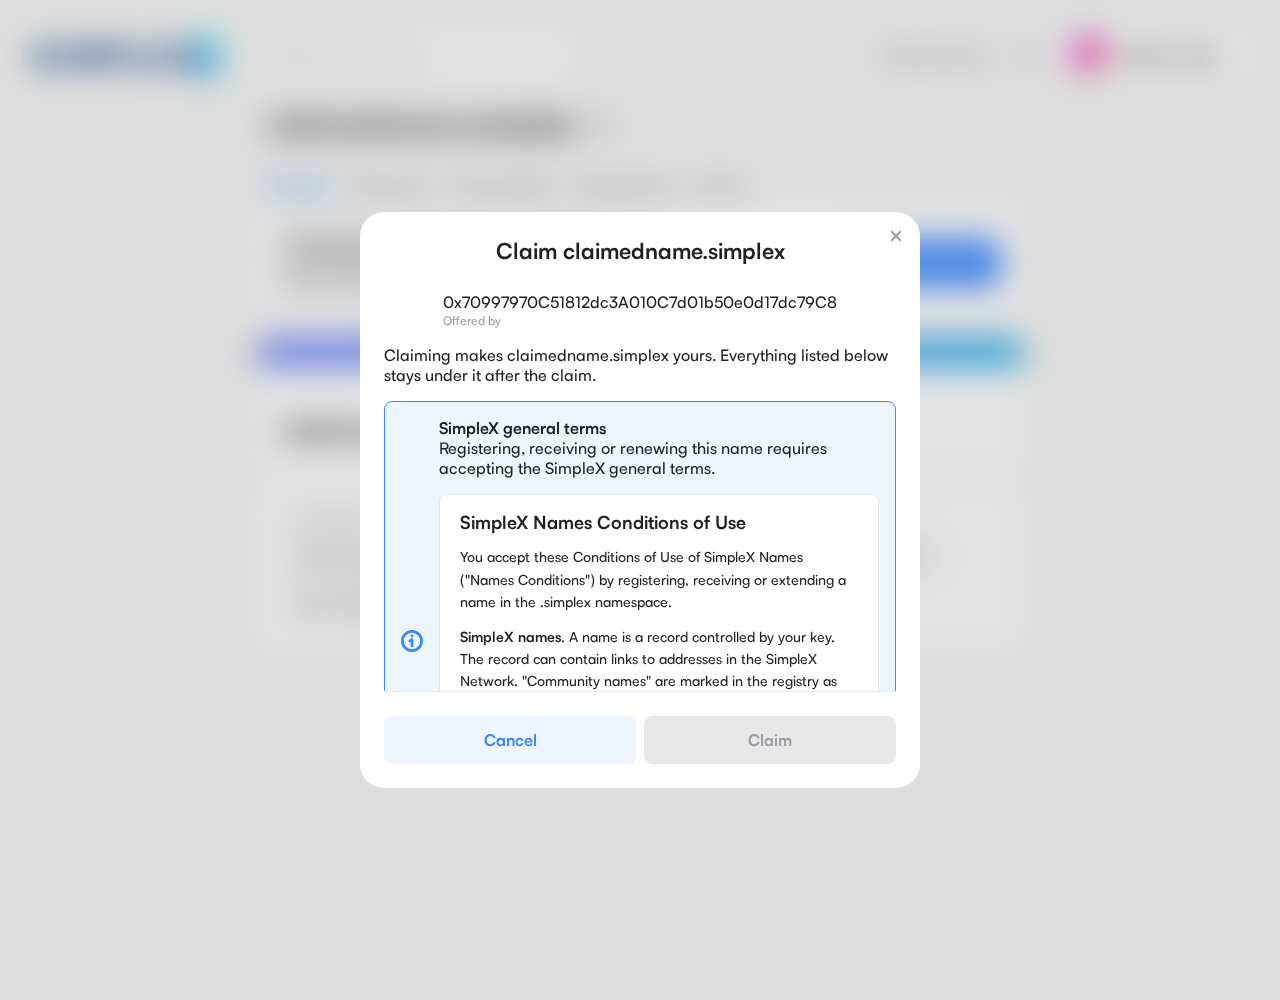 Claim claimedname.simplex
0x70997970C51812dc3A010C7d01b50e0d17dc79C8
Offered by
Claiming makes claimedname.simplex yours. Everything listed below
stays under it after the claim.
SimpleX general terms
Registering, receiving or renewing this name requires
accepting the SimpleX general terms.
SimpleX Names Conditions of Use
You accept these Conditions of Use of SimpleX Names
("Names Conditions") by registering, receiving or extending a
name in the .simplex namespace.
SimpleX names. A name is a record controlled by your key.
The record can contain links to addresses in the SimpleX
Network. "Community names" are marked in the registry as
Cancel
Claim